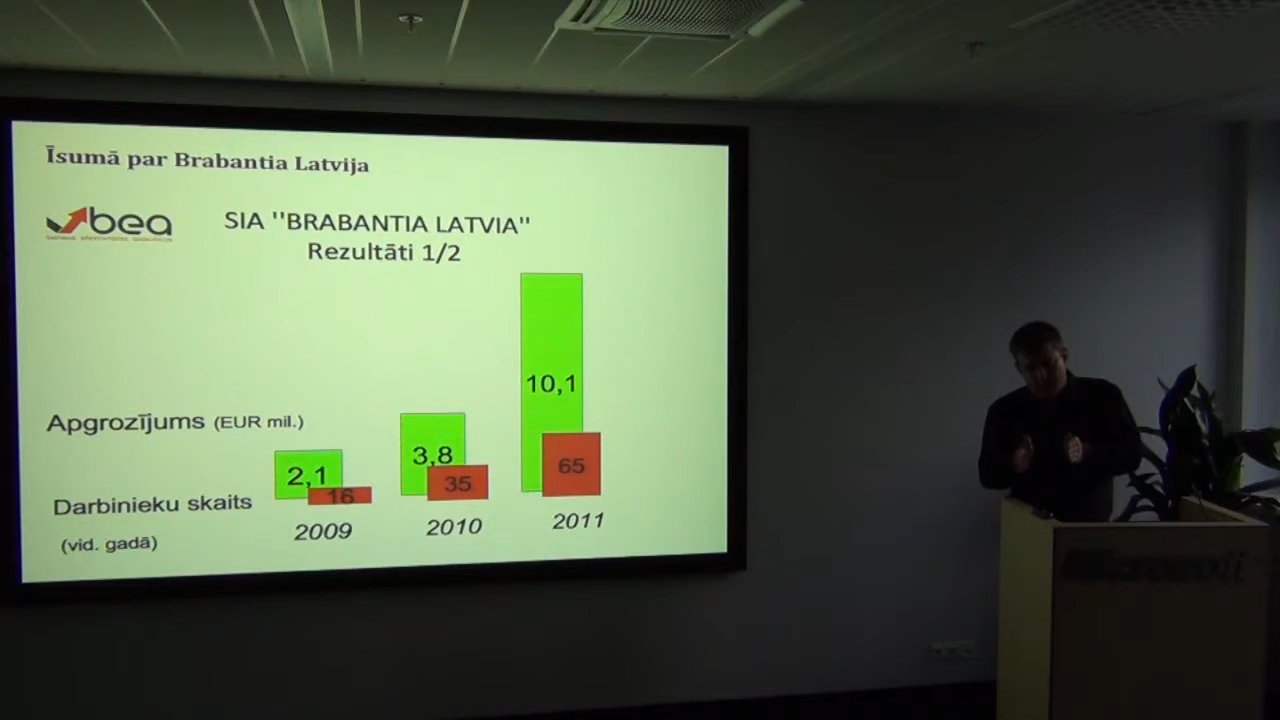 Īsumā par Brabantia Latvija
bea
SIA "BRABANTIA LATVIA"
Rezultāti 1/2
10,1
Apgrozījums (EUR mil.)
3,8
2,1
65
35
16
Darbinieku skaits
2009
2010
2011
(vid. gadā)
Microsoft